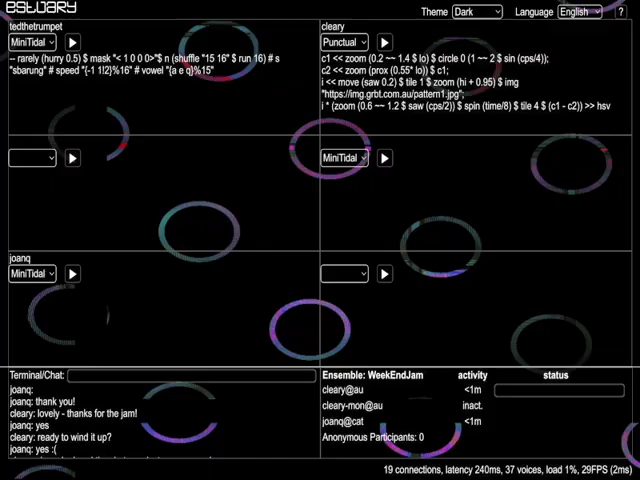 estuary
Theme Dark Language English ?
tedthetrumpet
MiniTidal
-- rarely (hurry 0.5) $ mask "< 1 0 0 0>"$ n (shuffle "15 16" $ run 16) # s
"sbarung" # speed "{-1 1!2}%16" # vowel "{a e q}%15"
cleary
Punctual
c1 << zoom (0.2 ~~ 1.4 $ lo) $ circle 0 (1 ~~ 2 $ sin (cps/4));
c2 << zoom (prox (0.55* lo)) $ c1;
i << move (saw 0.2) $ tile 1 $ zoom (hi + 0.95) $ img
"https://img.grbt.com.au/pattern1.jpg";
i * (zoom (0.6 ~~ 1.2 $ saw (cps/2)) $ spin (time/8) $ tile 4 $ (c1 - c2)) >> hsv
MiniTidal
joanq
MiniTidal
Terminal/Chat:
joanq:
joanq: thank you!
cleary: lovely - thanks for the jam!
joanq: yes
cleary: ready to wind it up?
joanq: yes :(
Ensemble: WeekEndJam activity status
cleary@au <1m
cleary-mon@au inact.
joanq@cat <1m
Anonymous Participants: 0
19 connections, latency 240ms, 37 voices, load 1%, 29FPS (2ms)